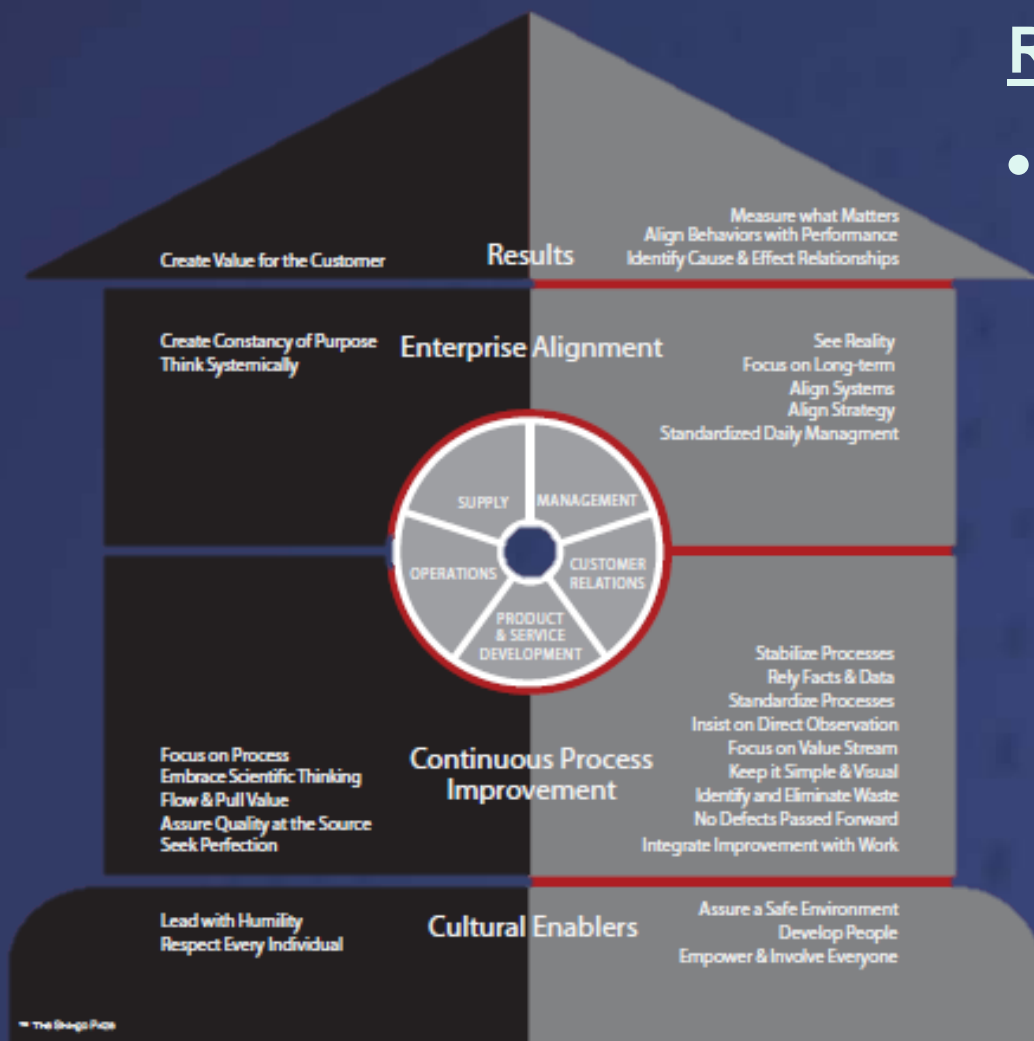 R
•
Create Value for the Customer
Results
Measure what Matters
Align Behaviors with Performance
Identify Cause & Effect Relationships
Create Constancy of Purpose
Think Systemically
Enterprise Alignment
See Reality
Focus on Long-term
Align Systems
Align Strategy
Standardized Daily Managment
SUPPLY
MANAGEMENT
OPERATIONS
CUSTOMER
RELATIONS
PRODUCT
& SERVICE
DEVELOPMENT
Focus on Process
Embrace Scientific Thinking
Flow & Pull Value
Assure Quality at the Source
Seek Perfection
Continuous Process
Improvement
Stabilize Processes
Rely Facts & Data
Standardize Processes
Insist on Direct Observation
Focus on Value Stream
Keep it Simple & Visual
Identify and Eliminate Waste
No Defects Passed Forward
Integrate Improvement with Work
Lead with Humility
Respect Every Individual
Cultural Enablers
Assure a Safe Environment
Develop People
Empower & Involve Everyone
The Shingo Prize